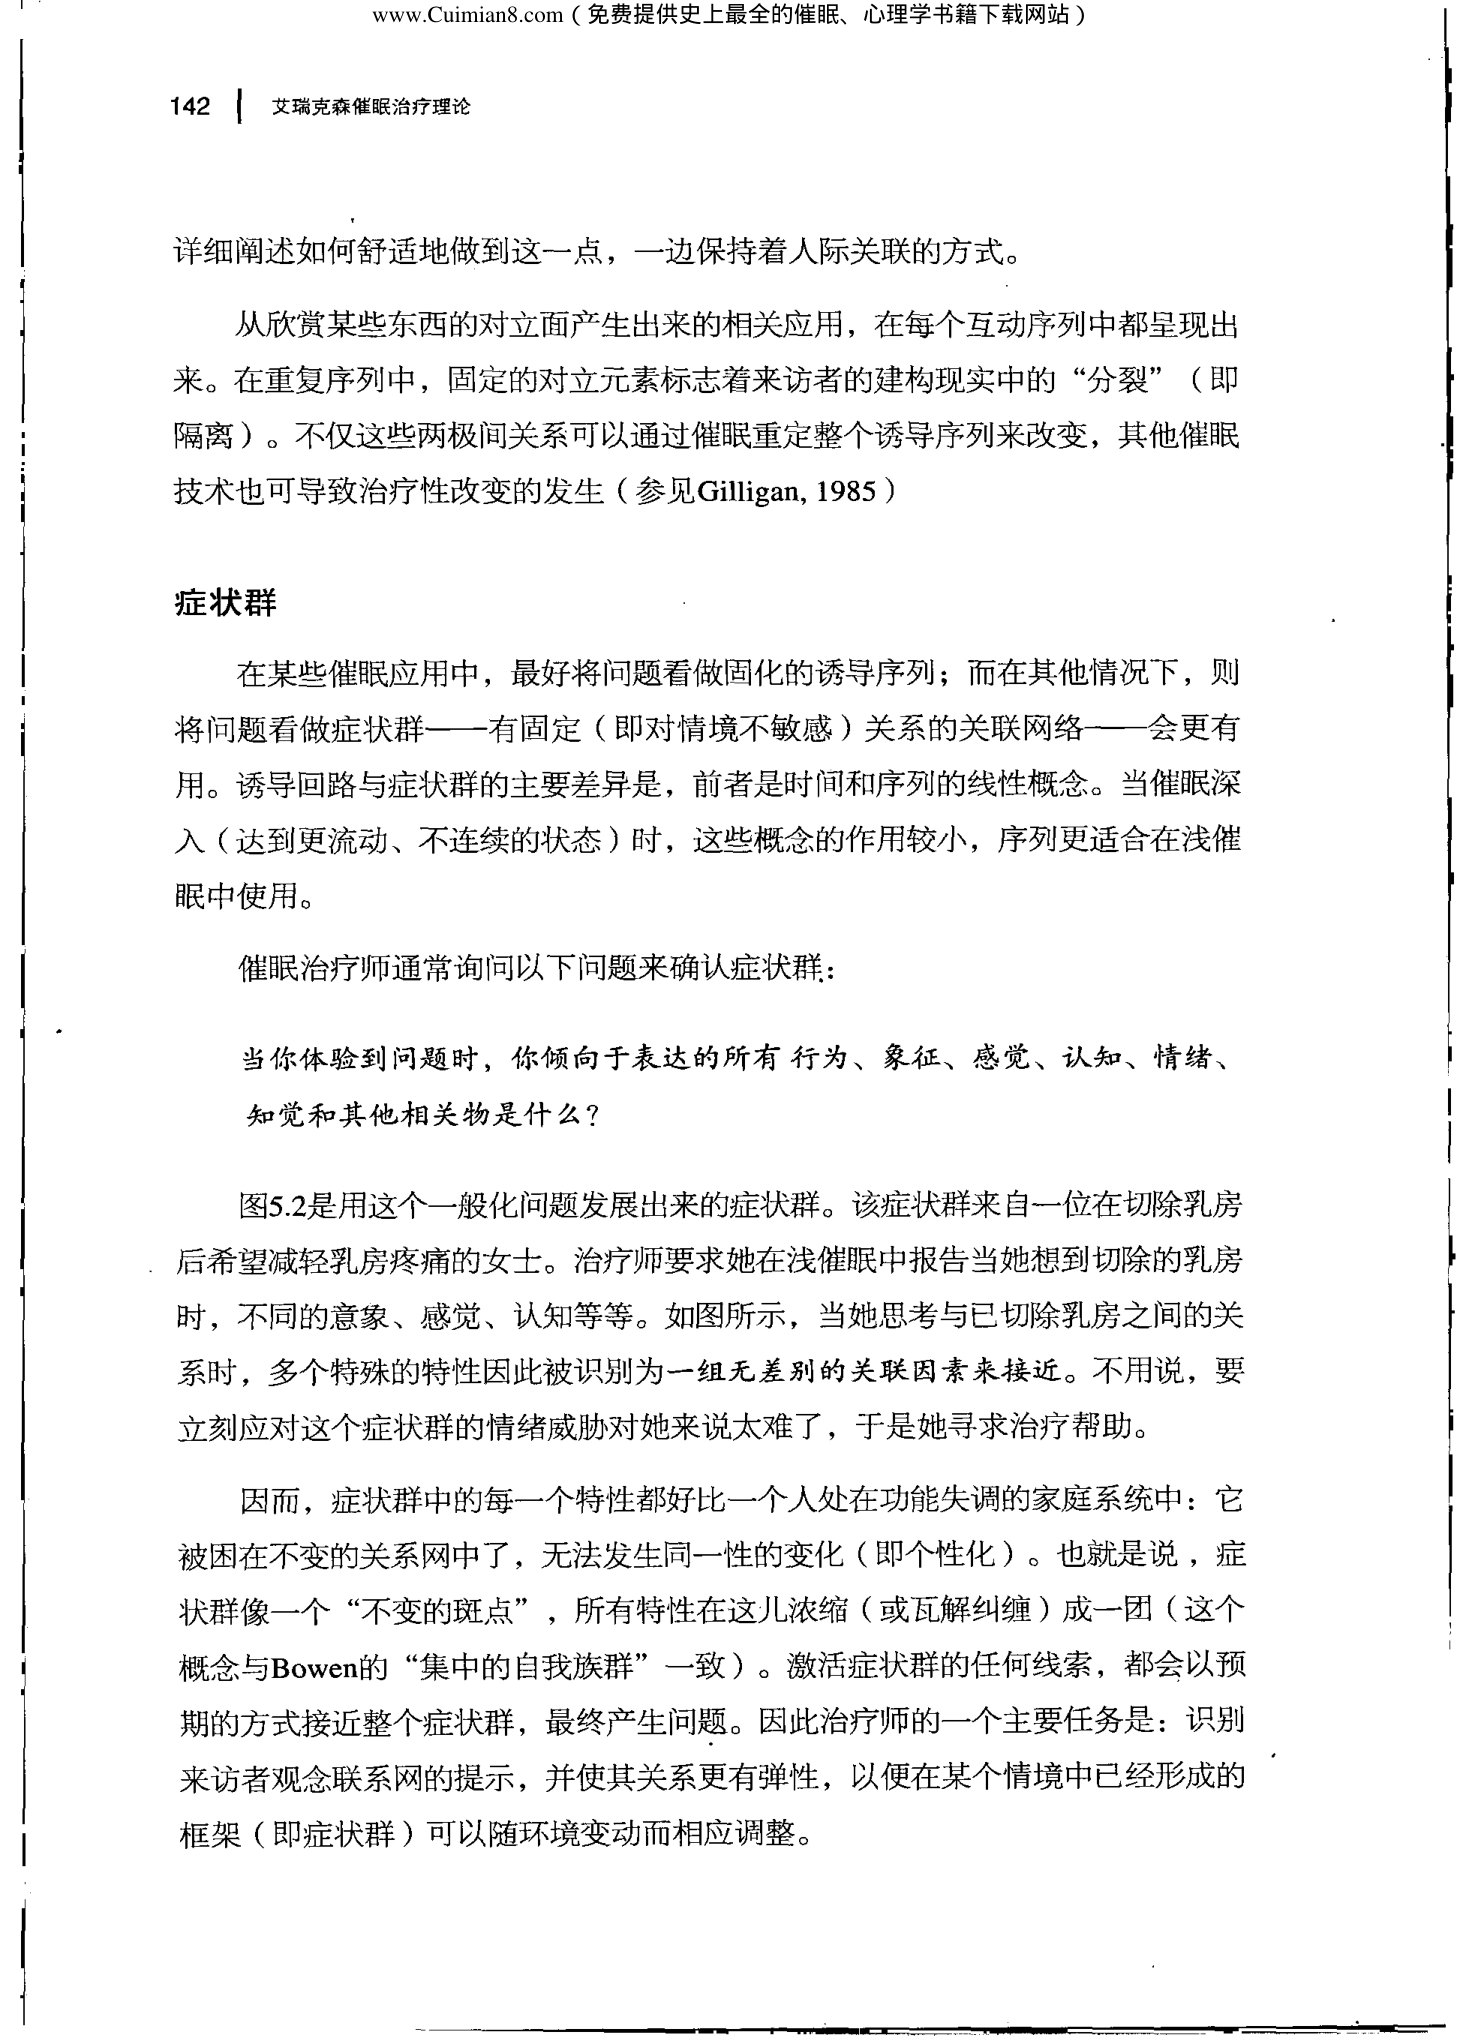 www.Cuimian8.com（免费提供史上最全的催眠、心理学书籍下载网站）
142 | 艾瑞克森催眠治疗理论
详细阐述如何舒适地做到这一点，一边保持着人际关联的方式。
从欣赏某些东西的对立面产生出来的相关应用，在每个互动序列中都呈现出
来。在重复序列中，固定的对立元素标志着来访者的建构现实中的“分裂”（即
隔离）。不仅这些两极间关系可以通过催眠重定整个诱导序列来改变，其他催眠
技术也可导致治疗性改变的发生（参见Gilligan, 1985）
症状群
在某些催眠应用中，最好将问题看做固化的诱导序列；而在其他情况下，则
将问题看做症状群——有固定（即对情境不敏感）关系的关联网络——会更有
用。诱导回路与症状群的主要差异是，前者是时间和序列的线性概念。当催眠深
入（达到更流动、不连续的状态）时，这些概念的作用较小，序列更适合在浅催
眠中使用。
催眠治疗师通常询问以下问题来确认症状群：
当你体验到问题时，你倾向于表达的所有行为、象征、感觉、认知、情绪、
知觉和其他相关物是什么？
图5.2是用这个一般化问题发展出来的症状群。该症状群来自一位在切除乳房
后希望减轻乳房疼痛的女士。治疗师要求她在浅催眠中报告当她想到切除的乳房
时，不同的意象、感觉、认知等等。如图所示，当她思考与已切除乳房之间的关
系时，多个特殊的特性因此被识别为一组无差别的关联因素来接近。不用说，要
立刻应对这个症状群的情绪威胁对她来说太难了，于是她寻求治疗帮助。
因而，症状群中的每一个特性都好比一个人处在功能失调的家庭系统中：它
被困在不变的关系网中了，无法发生同一性的变化（即个性化）。也就是说，症
状群像一个“不变的斑点”，所有特性在这儿浓缩（或瓦解纠缠）成一团（这个
概念与Bowen的“集中的自我族群”一致）。激活症状群的任何线索，都会以预
期的方式接近整个症状群，最终产生问题。因此治疗师的一个主要任务是：识别
来访者观念联系网的提示，并使其关系更有弹性，以便在某个情境中已经形成的
框架（即症状群）可以随环境变动而相应调整。